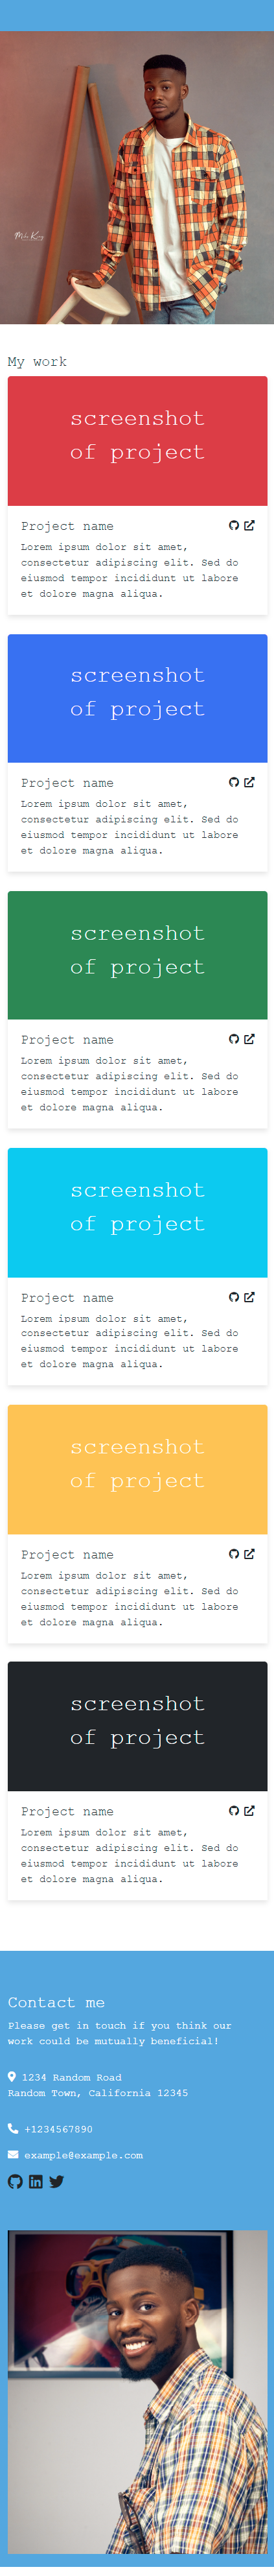 My work
screenshot
of project
Project name
Lorem ipsum dolor sit amet,
consectetur adipiscing elit. Sed do
eiusmod tempor incididunt ut labore
et dolore magna aliqua.
screenshot
of project
Project name
Lorem ipsum dolor sit amet,
consectetur adipiscing elit. Sed do
eiusmod tempor incididunt ut labore
et dolore magna aliqua.
screenshot
of project
Project name
Lorem ipsum dolor sit amet,
consectetur adipiscing elit. Sed do
eiusmod tempor incididunt ut labore
et dolore magna aliqua.
screenshot
of project
Project name
Lorem ipsum dolor sit amet,
consectetur adipiscing elit. Sed do
eiusmod tempor incididunt ut labore
et dolore magna aliqua.
screenshot
of project
Project name
Lorem ipsum dolor sit amet,
consectetur adipiscing elit. Sed do
eiusmod tempor incididunt ut labore
et dolore magna aliqua.
screenshot
of project
Project name
Lorem ipsum dolor sit amet,
consectetur adipiscing elit. Sed do
eiusmod tempor incididunt ut labore
et dolore magna aliqua.
Contact me
Please get in touch if you think our
work could be mutually beneficial!
1234 Random Road
Random Town, California 12345
+1234567890
example@example.com